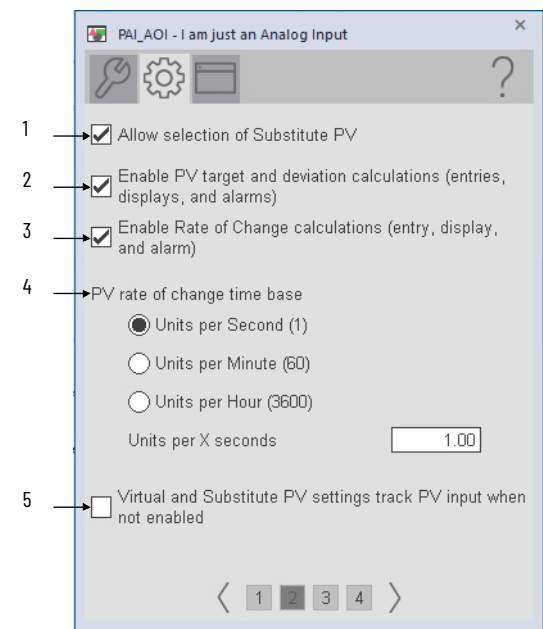 PAI_AOI - I am just an Analog Input
×
?
1
Allow selection of Substitute PV
2
Enable PV target and deviation calculations (entries,
displays, and alarms)
3
Enable Rate of Change calculations (entry, display,
and alarm)
4
PV rate of change time base
Units per Second (1)
Units per Minute (60)
Units per Hour (3600)
Units per X seconds 1.00
5
Virtual and Substitute PV settings track PV input when
not enabled
1 2 3 4